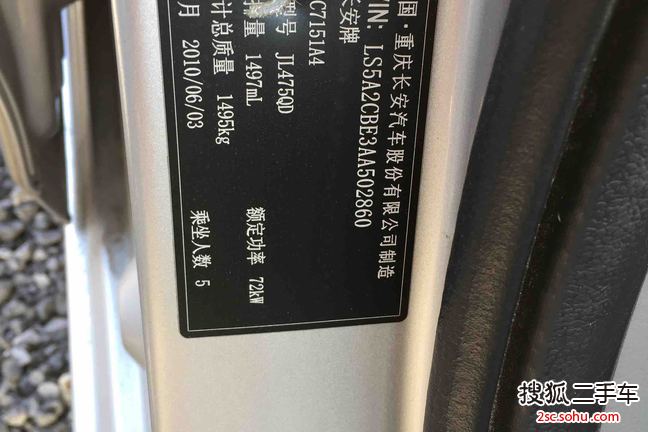 国·重庆长安汽车股份有限公司制造
VIN: LS5A2CBE3AA502860
长安牌
C7151A4
型号 JL475QD
排量 1497mL 额定功率 72kW
计总质量 1495kg
月 2010/06/03 乘坐人数 5
搜狐二手车
2sc.sohu.com